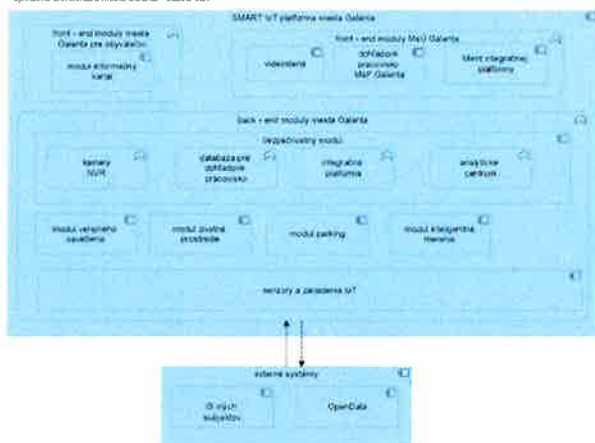 SMART IoT platforma mesta Galanta
front - end moduly mesta
Galanta pre obyvateľov
modul informačný
kanál
front - end moduly MsÚ Galanta
videostena
dohľadové
pracovisko
MsP Galanta
klient integračnej
platformy
back - end moduly mesta Galanta
bezpečnostný modul
kamery
NVR
databáza pre
dohľadové
pracovisko
integračná
platforma
analytické
centrum
modul verejného
osvetlenia
modul životné
prostredie
modul parking
modul inteligentné
meranie
senzory a zariadenia IoT
externé systémy
IS iných
subjektov
OpenData